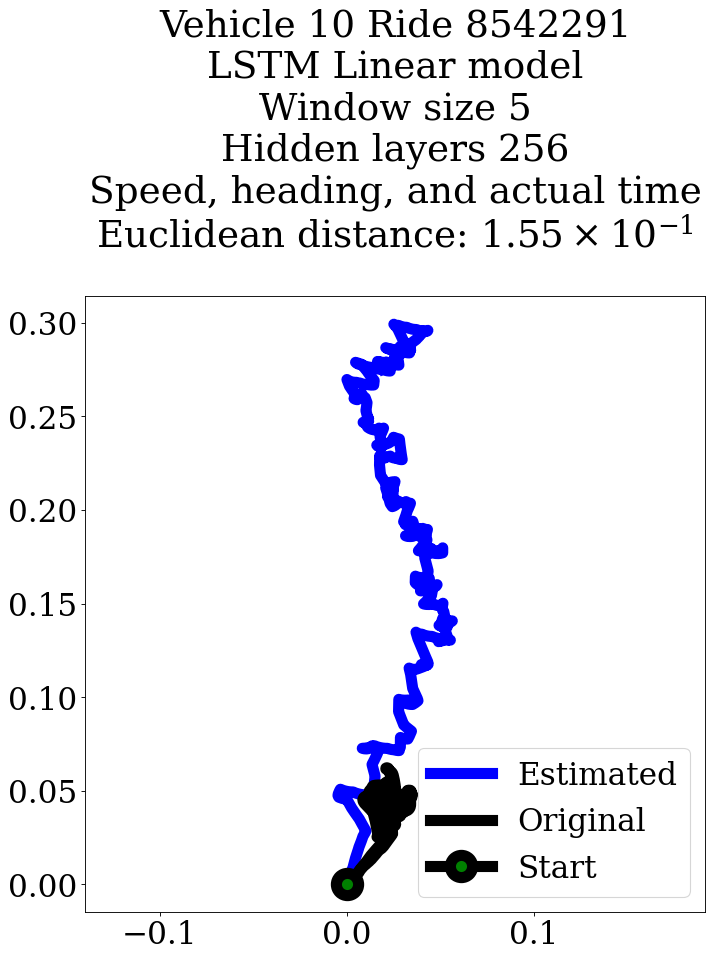 Vehicle 10 Ride 8542291
LSTM Linear model
Window size 5
Hidden layers 256
Speed, heading, and actual time
Euclidean distance: 1.55 × 10⁻¹
0.30
0.25
0.20
0.15
0.10
0.05
0.00
−0.1
0.0
0.1
Estimated
Original
Start